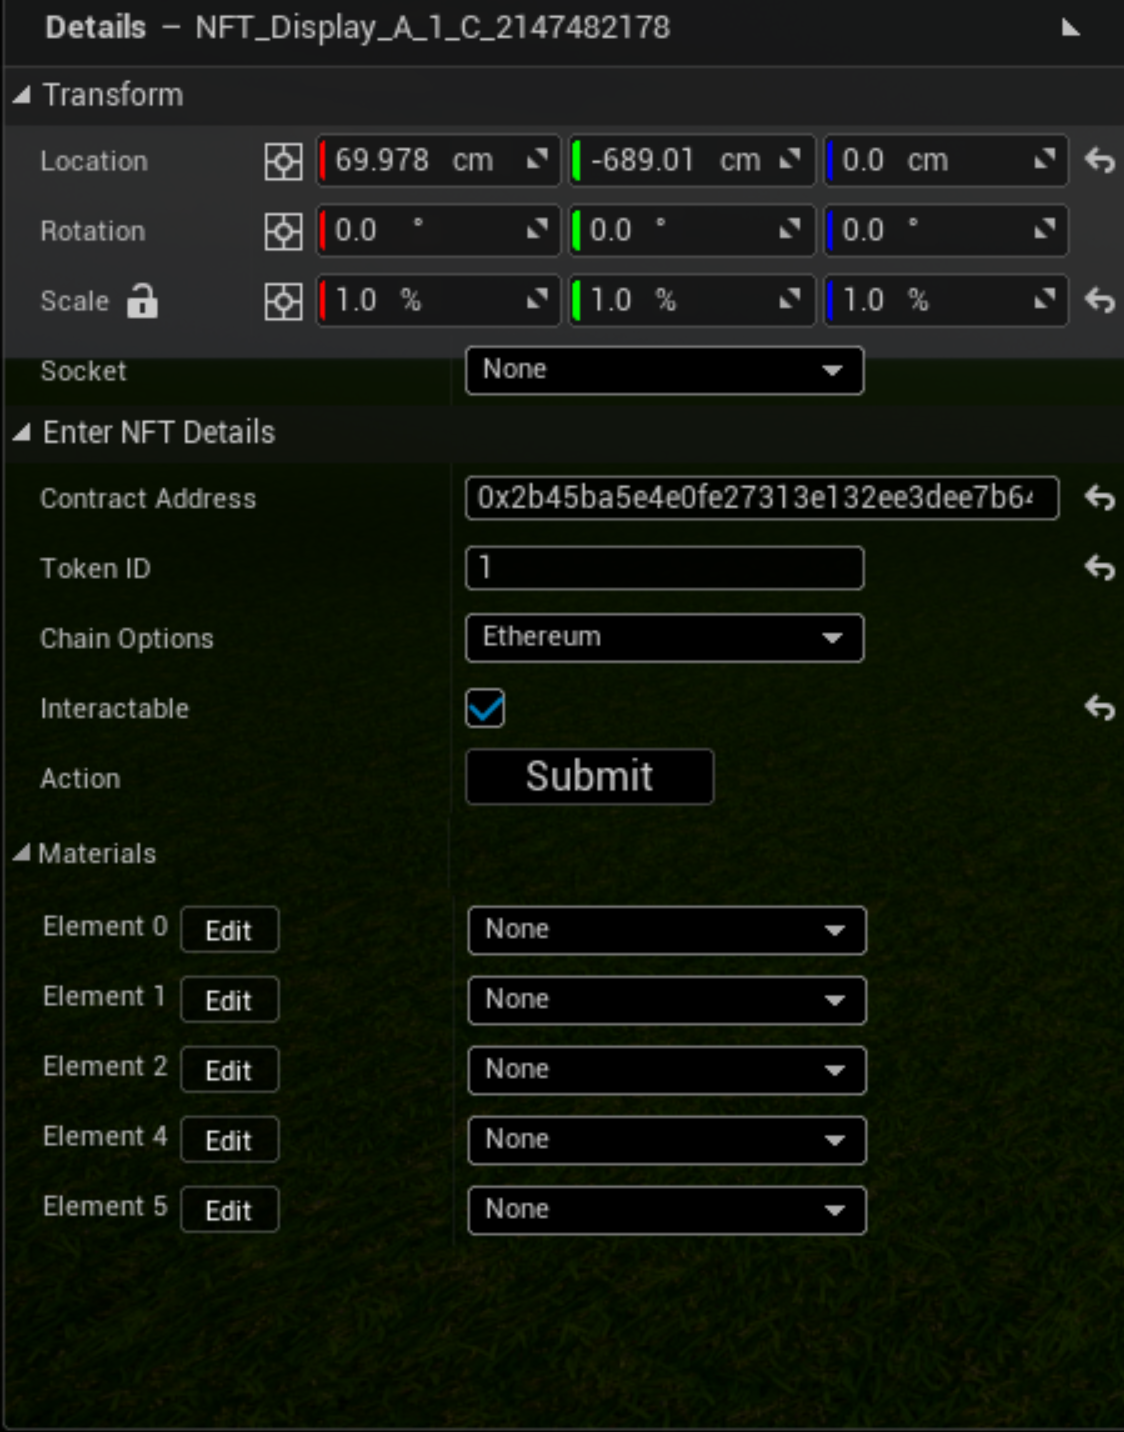 Details – NFT_Display_A_1_C_2147482178
Transform
Location 69.978 cm -689.01 cm 0.0 cm
Rotation 0.0 ° 0.0 ° 0.0 °
Scale 1.0 % 1.0 % 1.0 %
Socket None
Enter NFT Details
Contract Address 0x2b45ba5e4e0fe27313e132ee3dee7b64
Token ID 1
Chain Options Ethereum
Interactable
Action Submit
Materials
Element 0 Edit None
Element 1 Edit None
Element 2 Edit None
Element 4 Edit None
Element 5 Edit None